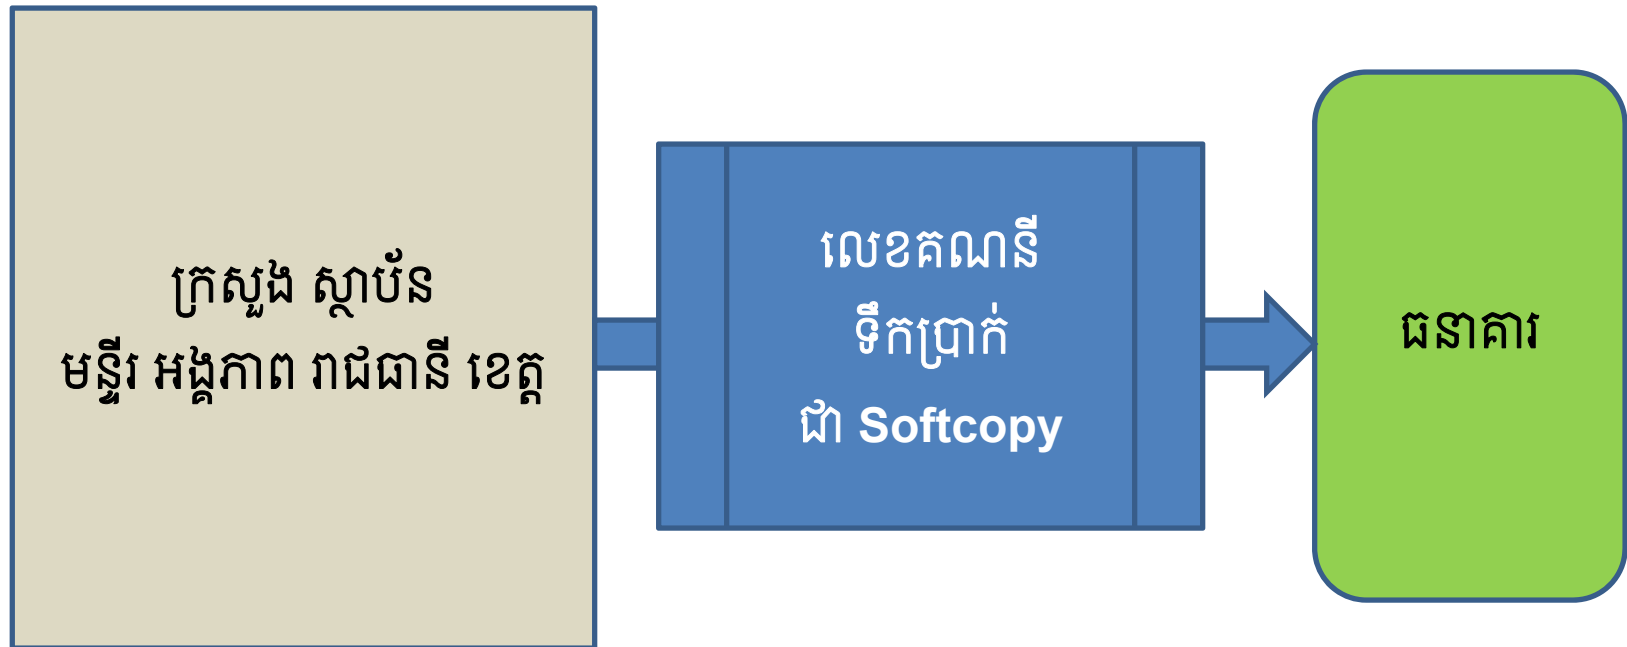 ក្រសួង ស្ថាប័ន
មន្ទីរ អង្គភាព រាជធានី ខេត្ត
លេខគណនី
ទឹកប្រាក់
ជា Softcopy
ធនាគារ